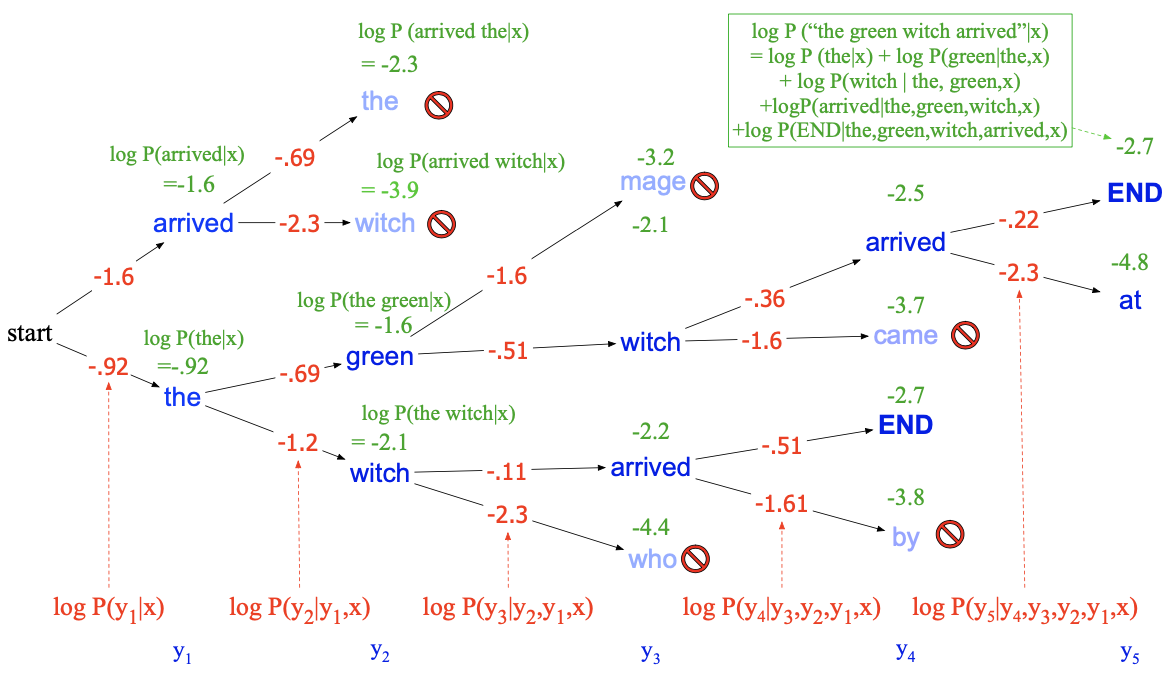 log P (arrived the|x)
= -2.3
the
log P ("the green witch arrived"|x)
= log P (the|x) + log P(green|the,x)
+ log P(witch | the, green,x)
+logP(arrived|the,green,witch,x)
+log P(END|the,green,witch,arrived,x)
-2.7
END
log P(arrived|x)
=-1.6
arrived
-.69
log P(arrived witch|x)
= -3.9
-2.3
witch
-3.2
mage
-2.1
-2.5
arrived
-.22
-2.3
-4.8
at
-1.6
start
-.92
log P(the|x)
=-.92
the
log P(the green|x)
= -1.6
green
-1.6
-.69
-.51
witch
-.36
-1.6
-3.7
came
-1.2
log P(the witch|x)
= -2.1
witch
-.11
-2.3
-2.2
arrived
-.51
-1.61
-2.7
END
-3.8
by
-4.4
who
log P(y₁|x)
log P(y₂|y₁,x)
log P(y₃|y₂,y₁,x)
log P(y₄|y₃,y₂,y₁,x)
log P(y₅|y₄,y₃,y₂,y₁,x)
y₁
y₂
y₃
y₄
y₅